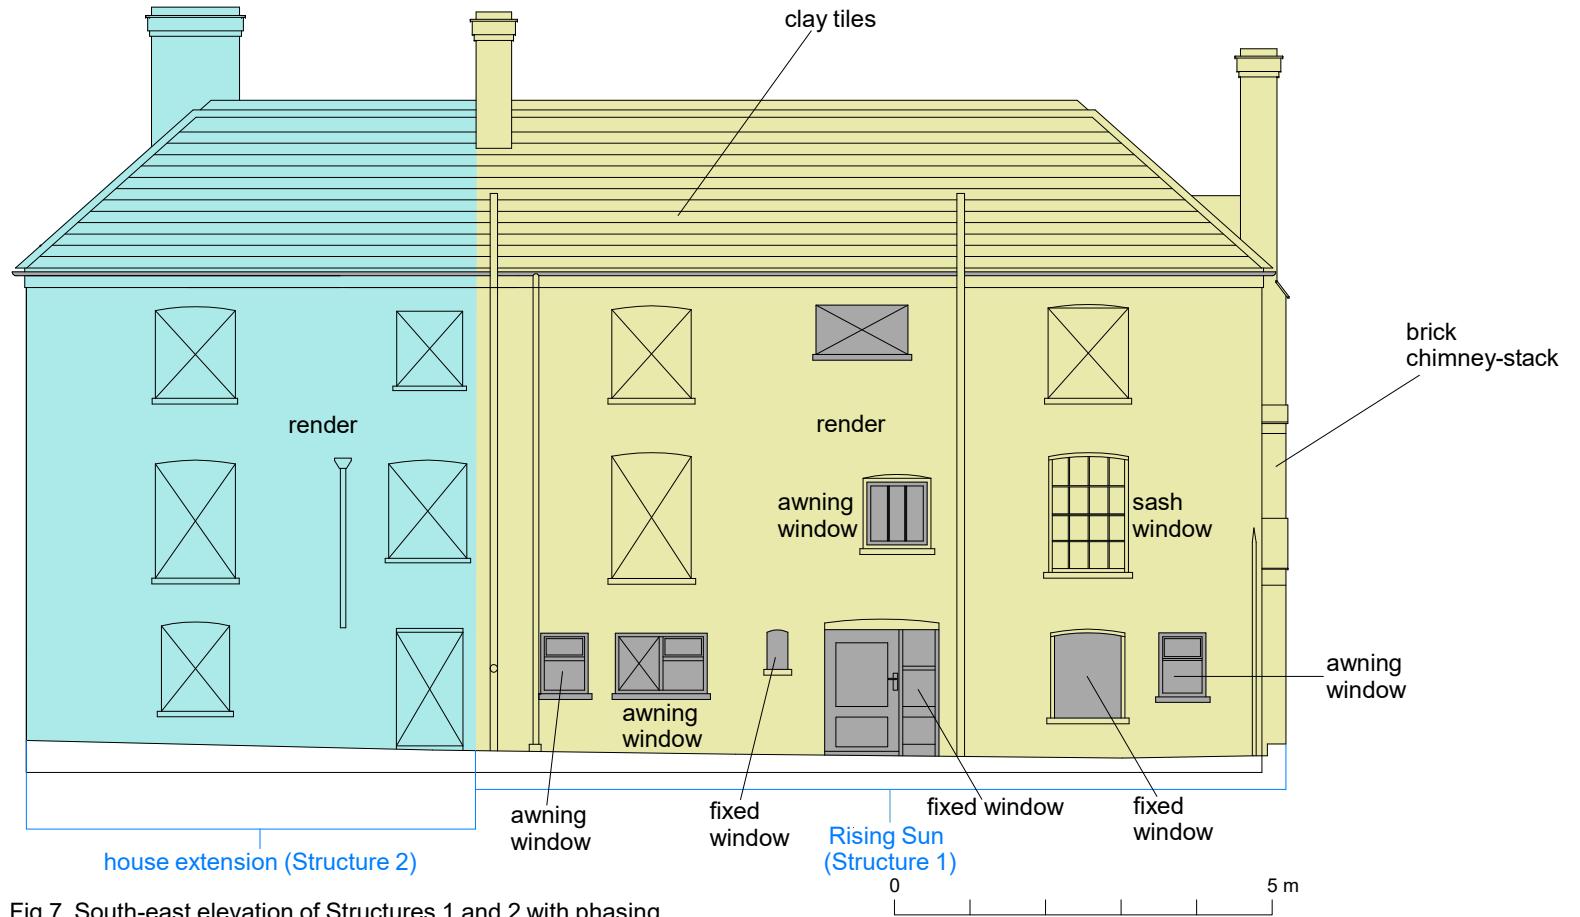 clay tiles
brick
chimney-stack
render
render
awning
window
sash
window
awning
window
awning
window
awning
window
fixed
window
fixed window
fixed
window
Rising Sun
(Structure 1)
house extension (Structure 2)
0
5 m
Fig 7 South-east elevation of Structures 1 and 2 with phasing